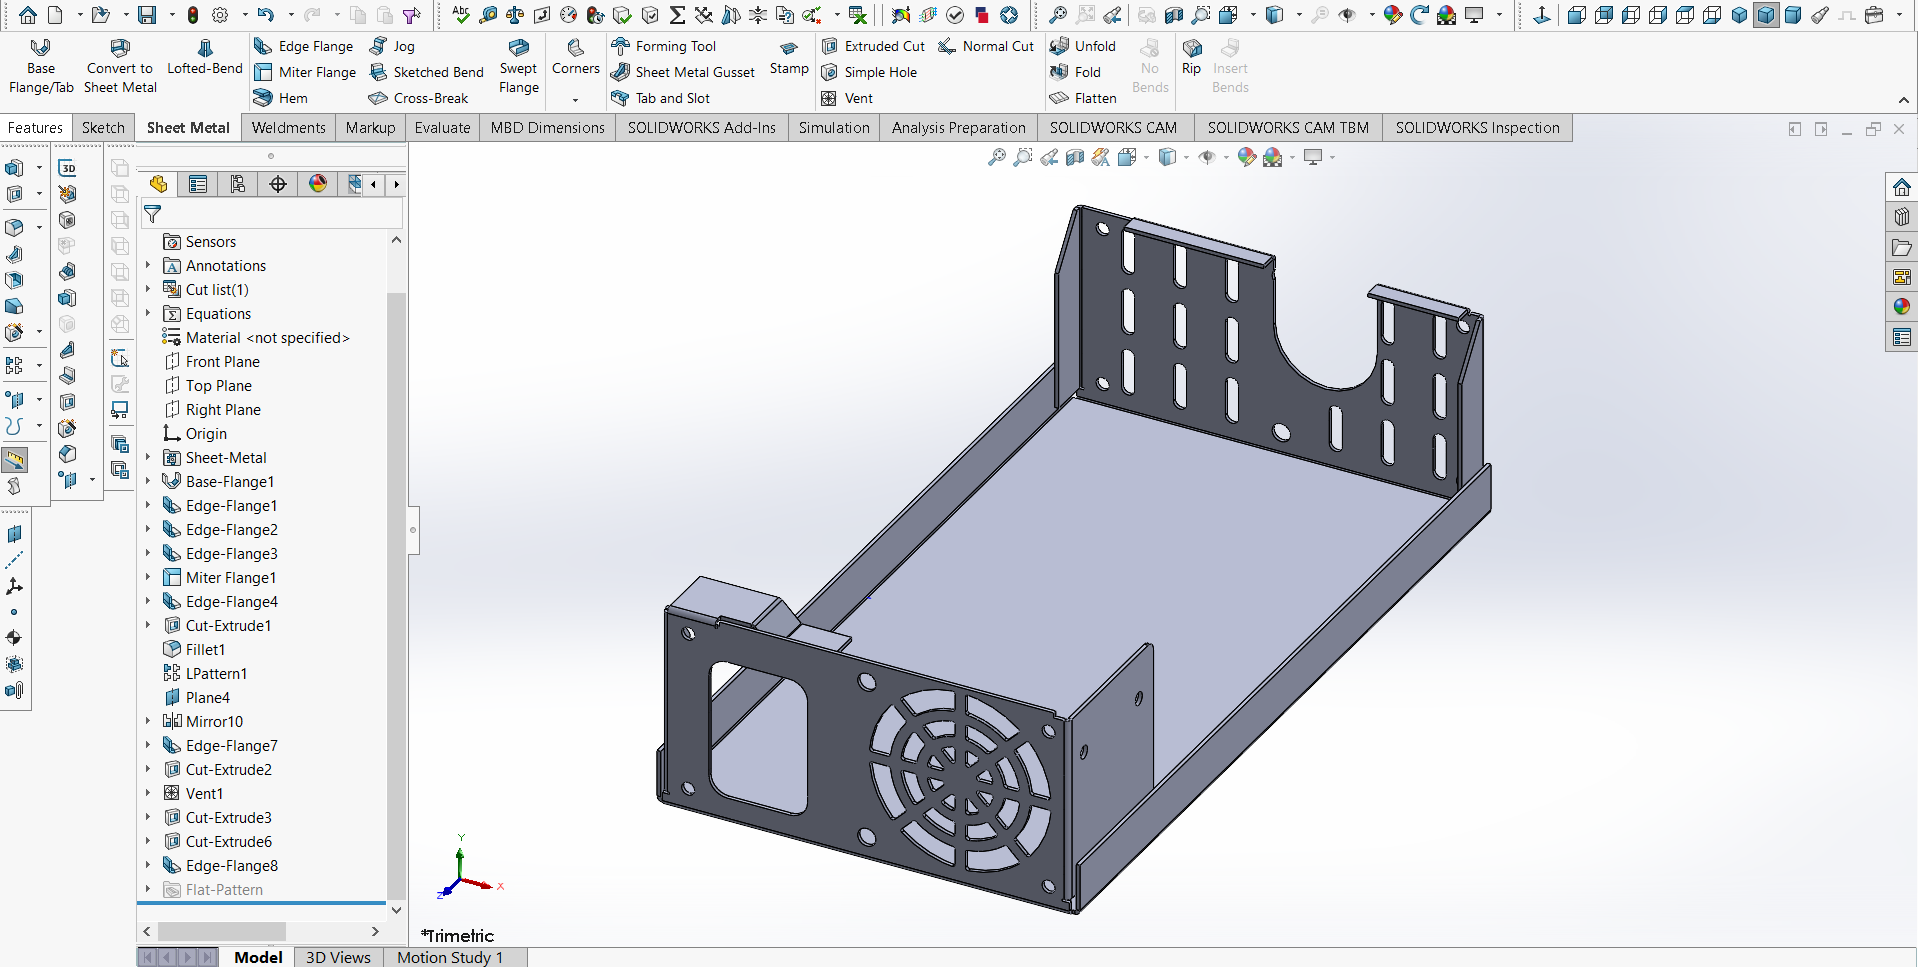 Abc
Base Flange/Tab
Convert to Sheet Metal
Lofted-Bend
Edge Flange
Miter Flange
Hem
Jog
Sketched Bend
Cross-Break
Swept Flange
Corners
Forming Tool
Sheet Metal Gusset
Tab and Slot
Stamp
Extruded Cut
Simple Hole
Vent
Normal Cut
Unfold
Fold
Flatten
No Bends
Rip
Insert Bends
Features
Sketch
Sheet Metal
Weldments
Markup
Evaluate
MBD Dimensions
SOLIDWORKS Add-Ins
Simulation
Analysis Preparation
SOLIDWORKS CAM
SOLIDWORKS CAM TBM
SOLIDWORKS Inspection
3D
Sensors
Annotations
Cut list(1)
Equations
Material <not specified>
Front Plane
Top Plane
Right Plane
Origin
Sheet-Metal
Base-Flange1
Edge-Flange1
Edge-Flange2
Edge-Flange3
Miter Flange1
Edge-Flange4
Cut-Extrude1
Fillet1
LPattern1
Plane4
Mirror10
Edge-Flange7
Cut-Extrude2
Vent1
Cut-Extrude3
Cut-Extrude6
Edge-Flange8
Flat-Pattern
Y
X
Z
*Trimetric
Model
3D Views
Motion Study 1